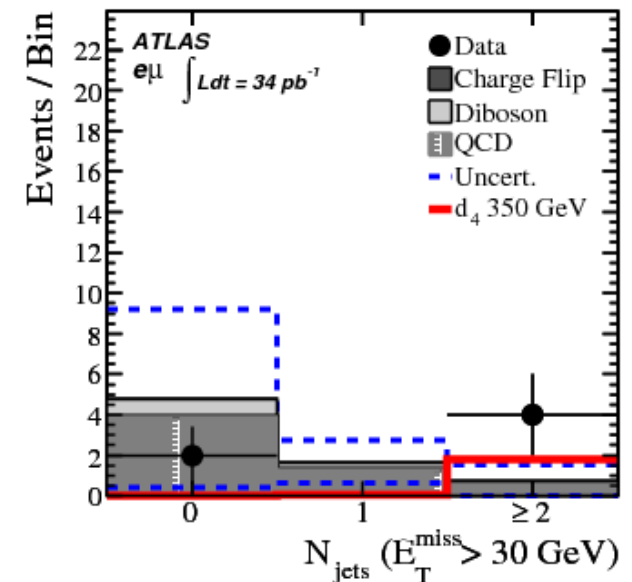 ATLAS
eμ ∫ Ldt = 34 pb⁻¹
Data
Charge Flip
Diboson
QCD
Uncert.
d₄ 350 GeV
Events / Bin
22
20
18
16
14
12
10
8
6
4
2
0
0 1 ≥ 2
N_jets (E_T^miss > 30 GeV)